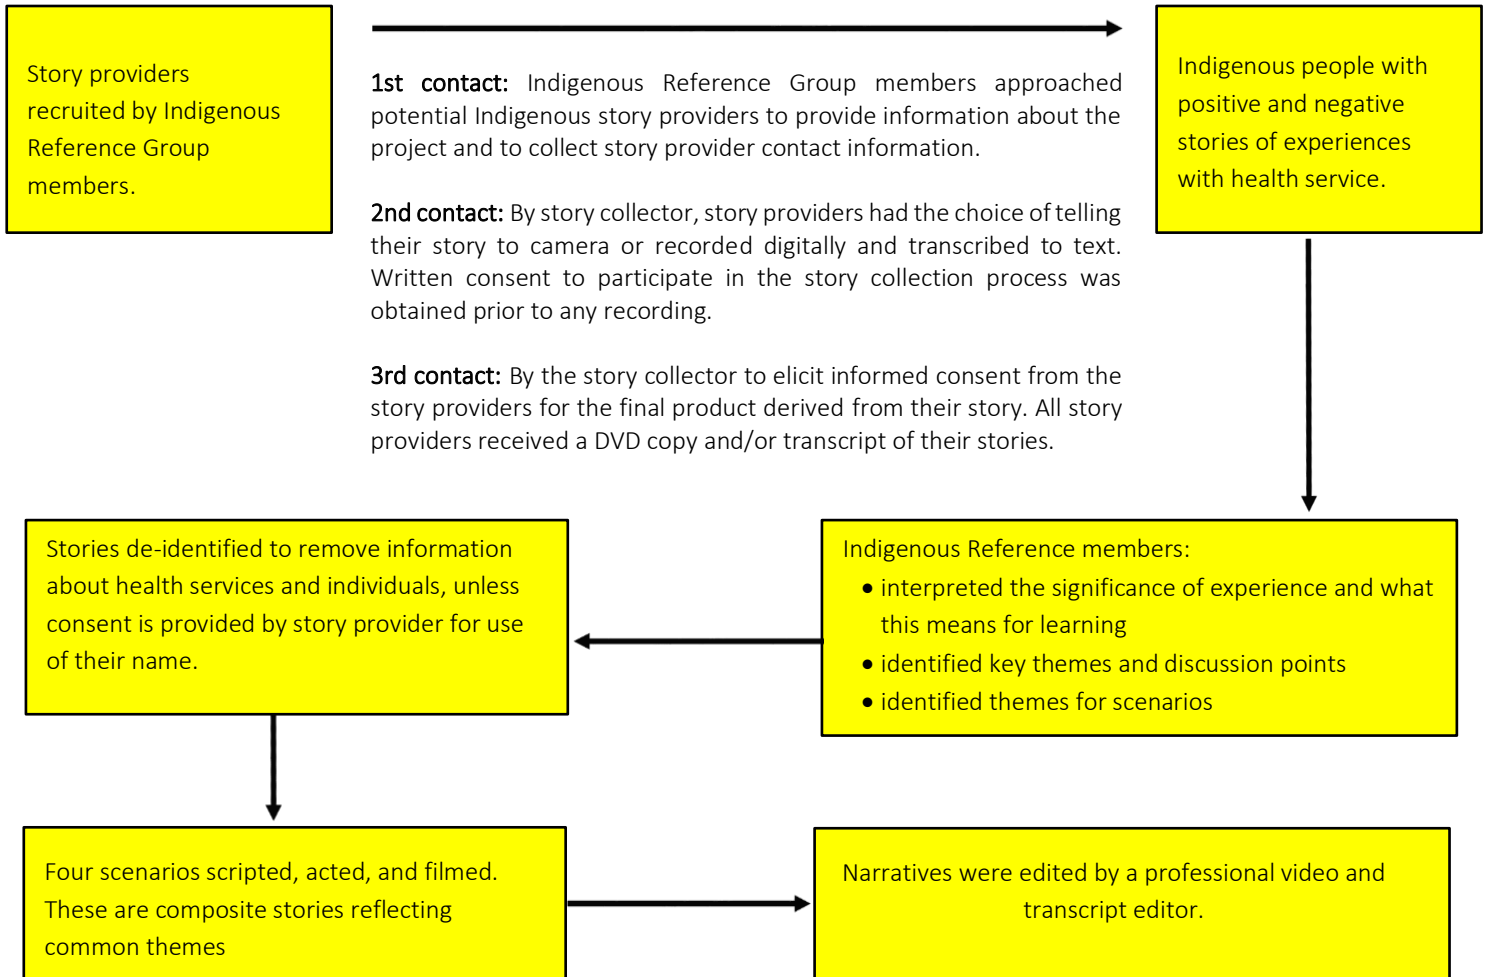 Story providers
recruited by Indigenous
Reference Group
members.
1st contact: Indigenous Reference Group members approached
potential Indigenous story providers to provide information about the
project and to collect story provider contact information.
2nd contact: By story collector, story providers had the choice of telling
their story to camera or recorded digitally and transcribed to text.
Written consent to participate in the story collection process was
obtained prior to any recording.
3rd contact: By the story collector to elicit informed consent from the
story providers for the final product derived from their story. All story
providers received a DVD copy and/or transcript of their stories.
Indigenous people with
positive and negative
stories of experiences
with health service.
Indigenous Reference members:
• interpreted the significance of experience and what
this means for learning
• identified key themes and discussion points
• identified themes for scenarios
Stories de-identified to remove information
about health services and individuals, unless
consent is provided by story provider for use
of their name.
Four scenarios scripted, acted, and filmed.
These are composite stories reflecting
common themes
Narratives were edited by a professional video and
transcript editor.